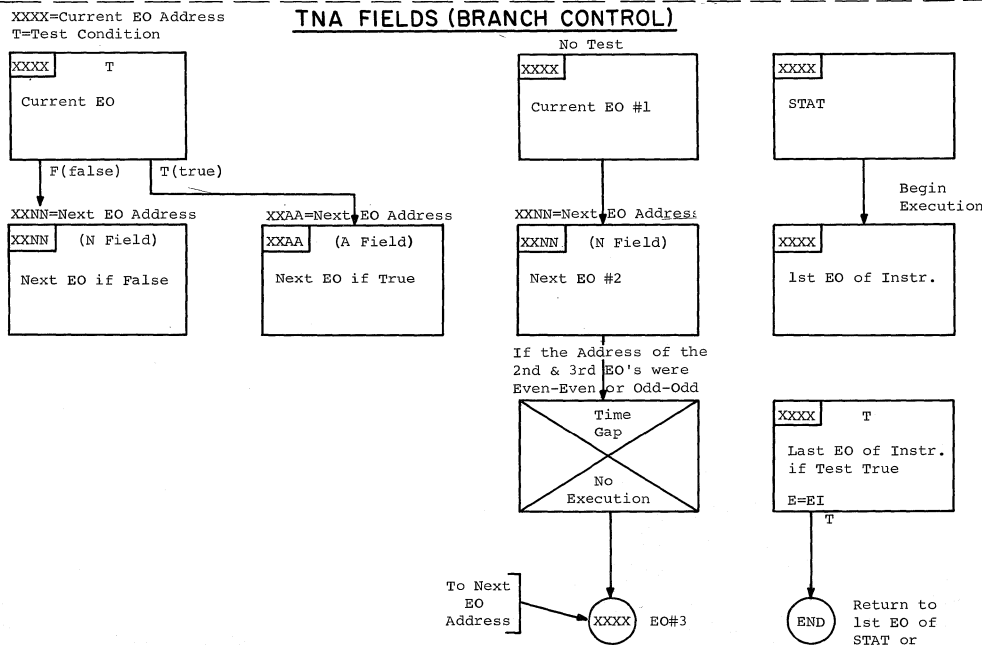 TNA FIELDS (BRANCH CONTROL)
XXXX=Current EO Address
T=Test Condition
XXXX T
Current EO
F(false)
T(true)
XXNN=Next EO Address
XXNN (N Field)
Next EO if False
XXAA=Next EO Address
XXAA (A Field)
Next EO if True
No Test
XXXX
Current EO #1
XXNN=Next EO Address
XXNN (N Field)
Next EO #2
If the Address of the
2nd & 3rd EO's were
Even-Even or Odd-Odd
Time
Gap
No
Execution
To Next
EO
Address
XXXX
EO#3
XXXX
STAT
Begin
Execution
XXXX
1st EO of Instr.
XXXX T
Last EO of Instr.
if Test True
E=EI
T
END
Return to
1st EO of
STAT or